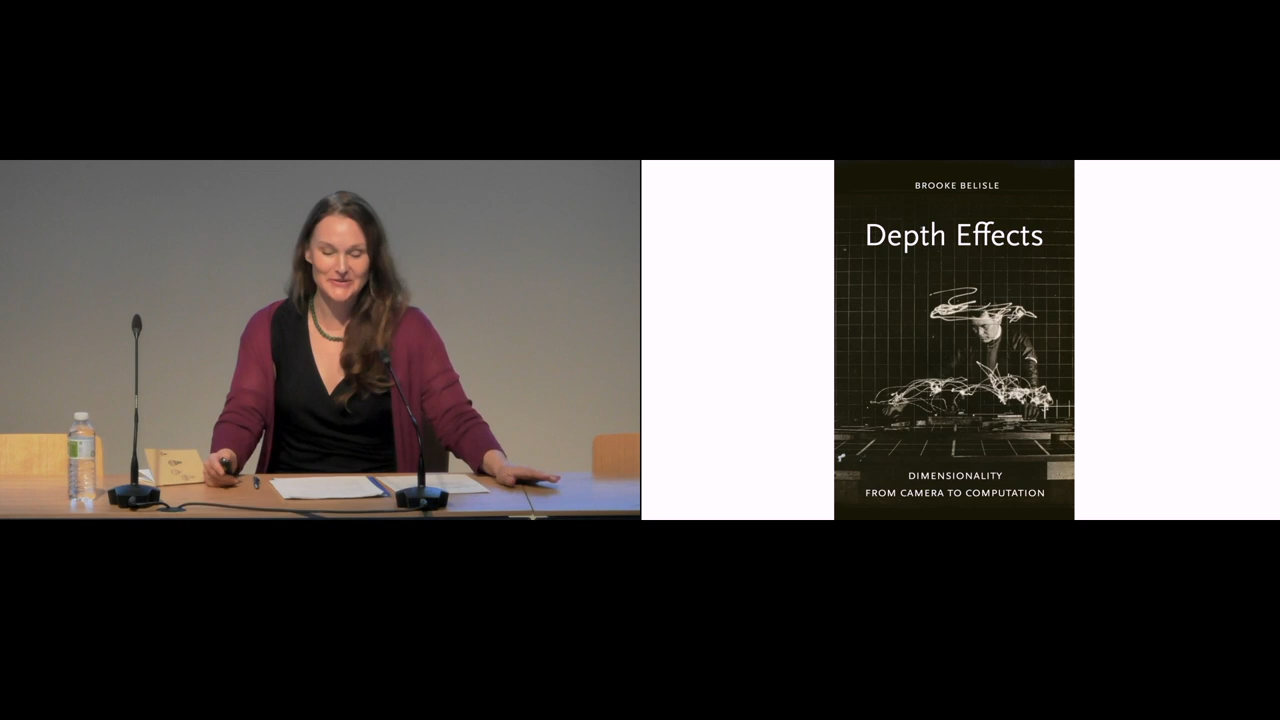 BROOKE BELISLE
Depth Effects
DIMENSIONALITY
FROM CAMERA TO COMPUTATION